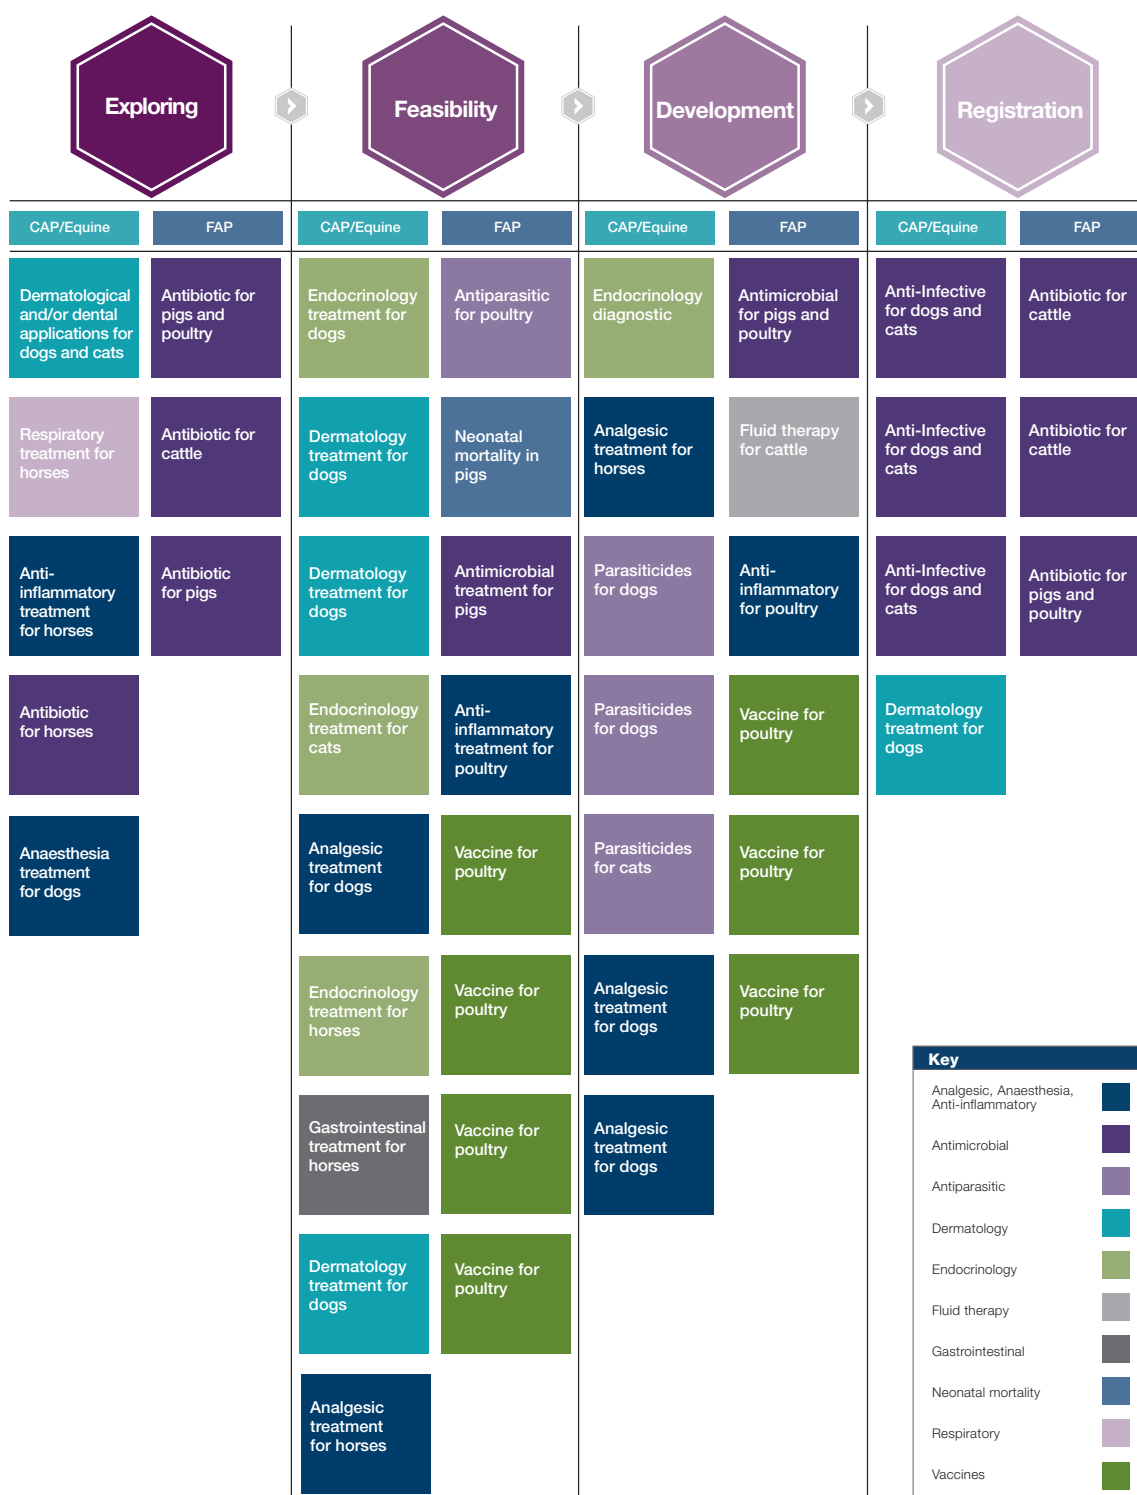 Exploring
Feasibility
Development
Registration
CAP/Equine
FAP
CAP/Equine
FAP
CAP/Equine
FAP
CAP/Equine
FAP
Dermatological
and/or dental
applications for
dogs and cats
Respiratory
treatment for
horses
Anti-
inflammatory
treatment
for horses
Antibiotic
for horses
Anaesthesia
treatment
for dogs
Antibiotic for
pigs and
poultry
Antibiotic for
cattle
Antibiotic
for pigs
Endocrinology
treatment for
dogs
Dermatology
treatment for
dogs
Dermatology
treatment for
dogs
Endocrinology
treatment for
cats
Analgesic
treatment
for dogs
Endocrinology
treatment for
horses
Gastrointestinal
treatment for
horses
Dermatology
treatment for
dogs
Analgesic
treatment
for horses
Antiparasitic
for poultry
Neonatal
mortality in
pigs
Antimicrobial
treatment for
pigs
Anti-
inflammatory
treatment for
poultry
Vaccine for
poultry
Vaccine for
poultry
Vaccine for
poultry
Vaccine for
poultry
Endocrinology
diagnostic
Analgesic
treatment for
horses
Parasiticides
for dogs
Parasiticides
for dogs
Parasiticides
for cats
Analgesic
treatment
for dogs
Analgesic
treatment
for dogs
Antimicrobial
for pigs and
poultry
Fluid therapy
for cattle
Anti-
inflammatory
for poultry
Vaccine for
poultry
Vaccine for
poultry
Vaccine for
poultry
Anti-Infective
for dogs and
cats
Anti-Infective
for dogs and
cats
Anti-Infective
for dogs and
cats
Dermatology
treatment for
dogs
Antibiotic for
cattle
Antibiotic for
cattle
Antibiotic for
pigs and
poultry
Key
Analgesic, Anaesthesia,
Anti-inflammatory
Antimicrobial
Antiparasitic
Dermatology
Endocrinology
Fluid therapy
Gastrointestinal
Neonatal mortality
Respiratory
Vaccines